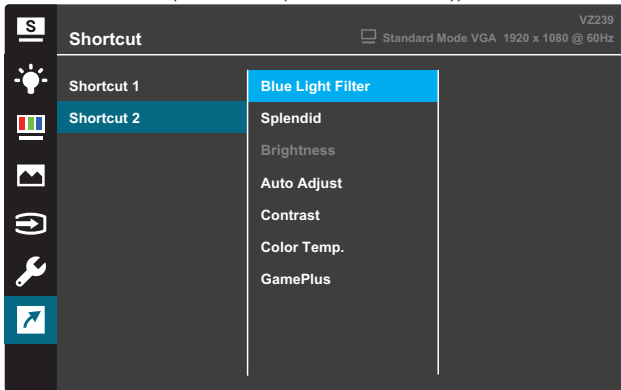 S
Shortcut
VZ239
Standard Mode VGA 1920 x 1080 @ 60Hz
Shortcut 1
Shortcut 2
Blue Light Filter
Splendid
Brightness
Auto Adjust
Contrast
Color Temp.
GamePlus